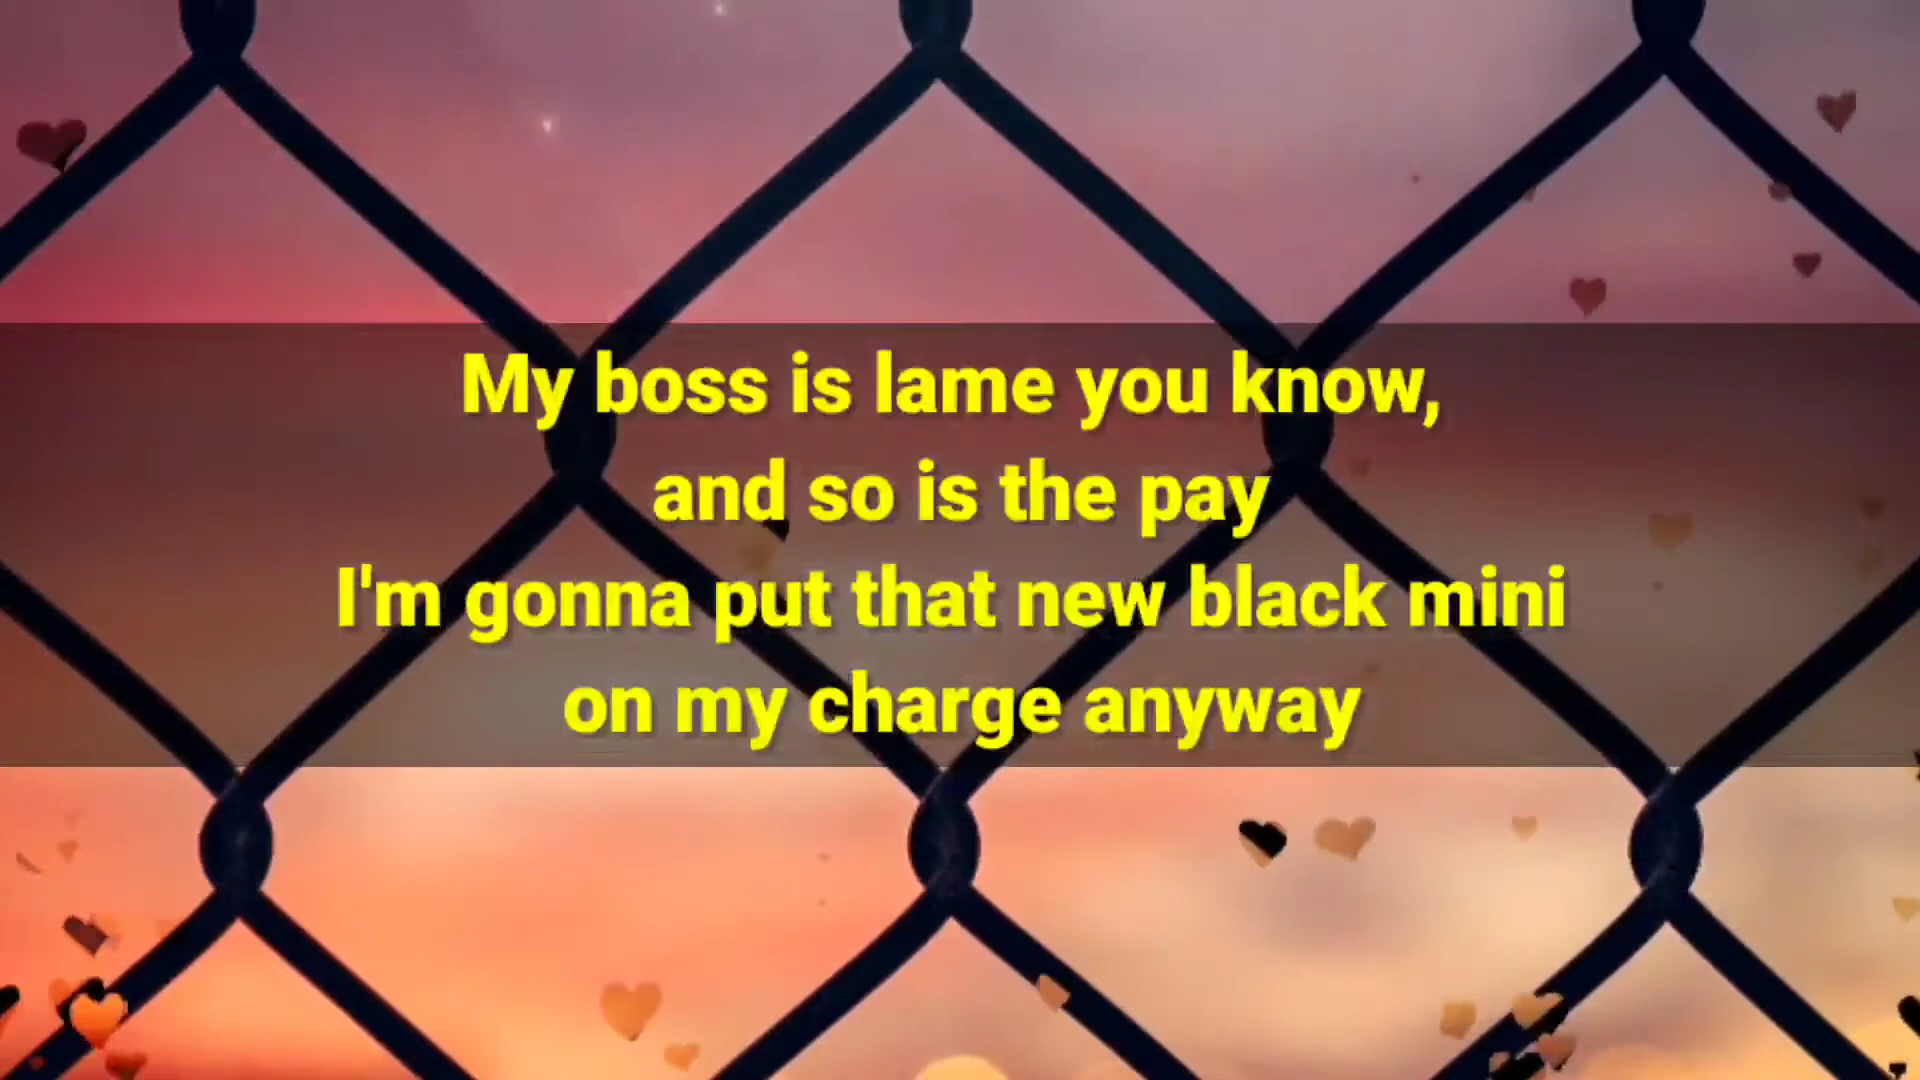 My boss is lame you know,
and so is the pay
I'm gonna put that new black mini
on my charge anyway